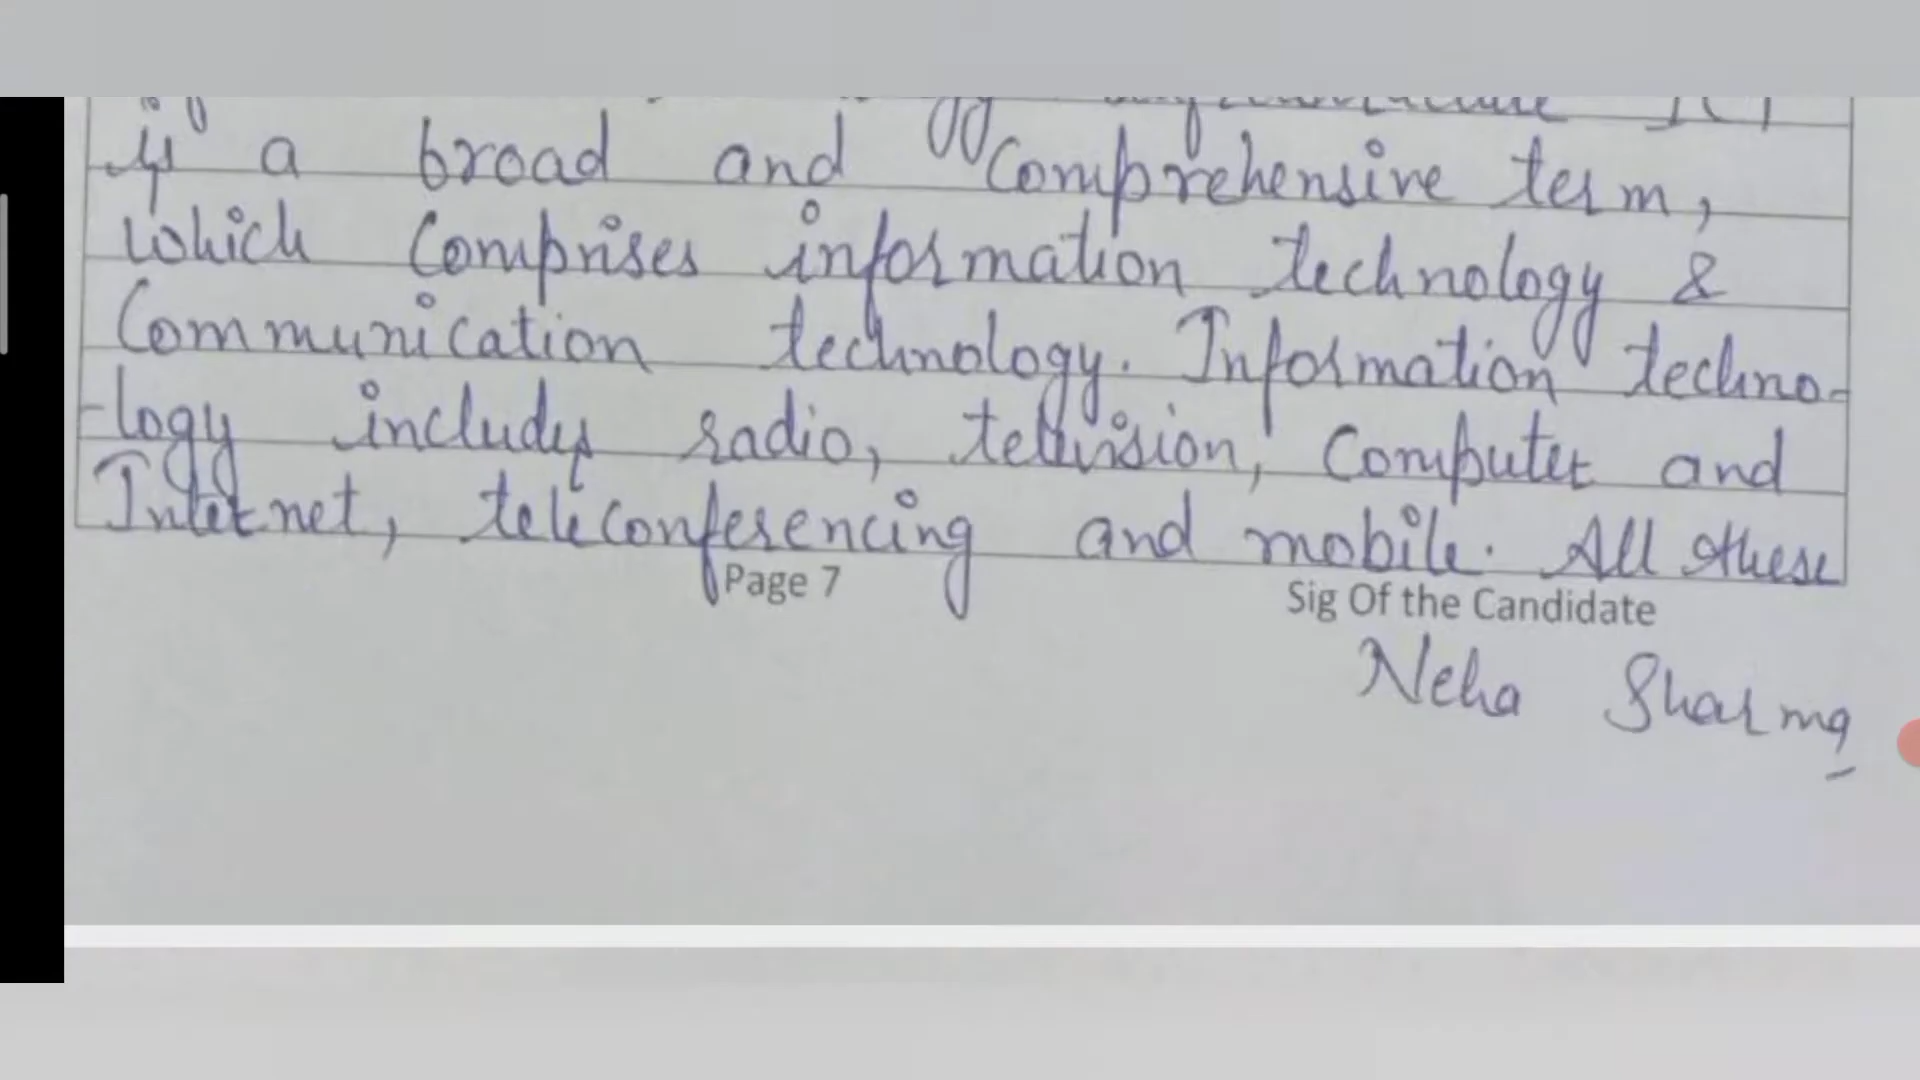 is a broad and Comprehensive term,
which Comprises information technology &
Communication technology. Information techno-
-logy includes radio, television, Computer and
Internet, teleconferencing and mobile. All these
Page 7
Sig Of the Candidate
Neha Sharma